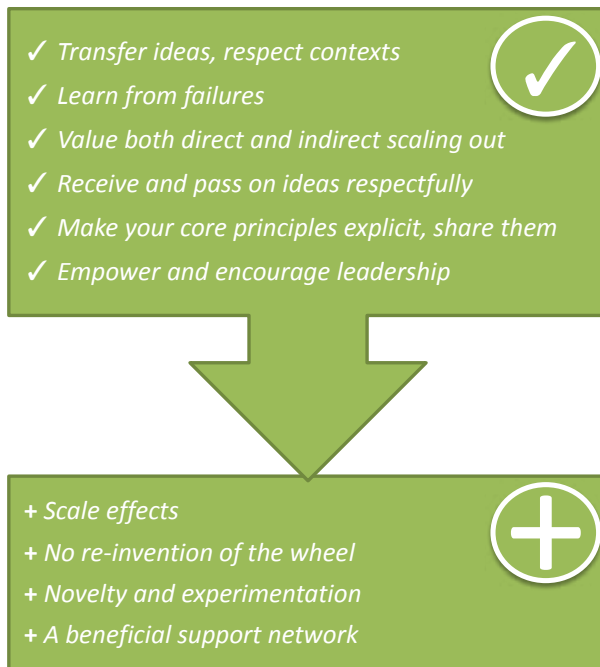 ✓ Transfer ideas, respect contexts
✓ Learn from failures
✓ Value both direct and indirect scaling out
✓ Receive and pass on ideas respectfully
✓ Make your core principles explicit, share them
✓ Empower and encourage leadership
+ Scale effects
+ No re-invention of the wheel
+ Novelty and experimentation
+ A beneficial support network